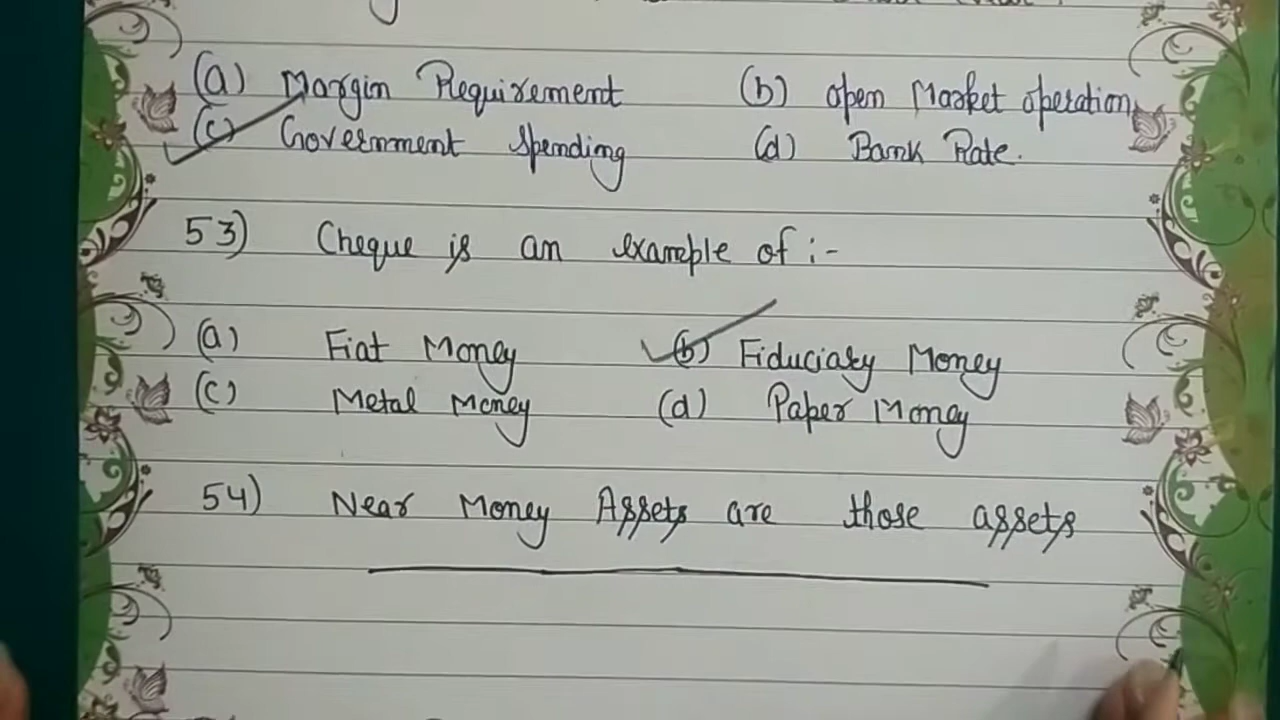 (a) Margin Requirement (b) open Market operation
(c) Government Spending (d) Bank Rate.
53) Cheque is an example of :-
(a) Fiat Money (b) Fiduciary Money
(c) Metal Money (d) Paper Money
54) Near Money Assets are those assets